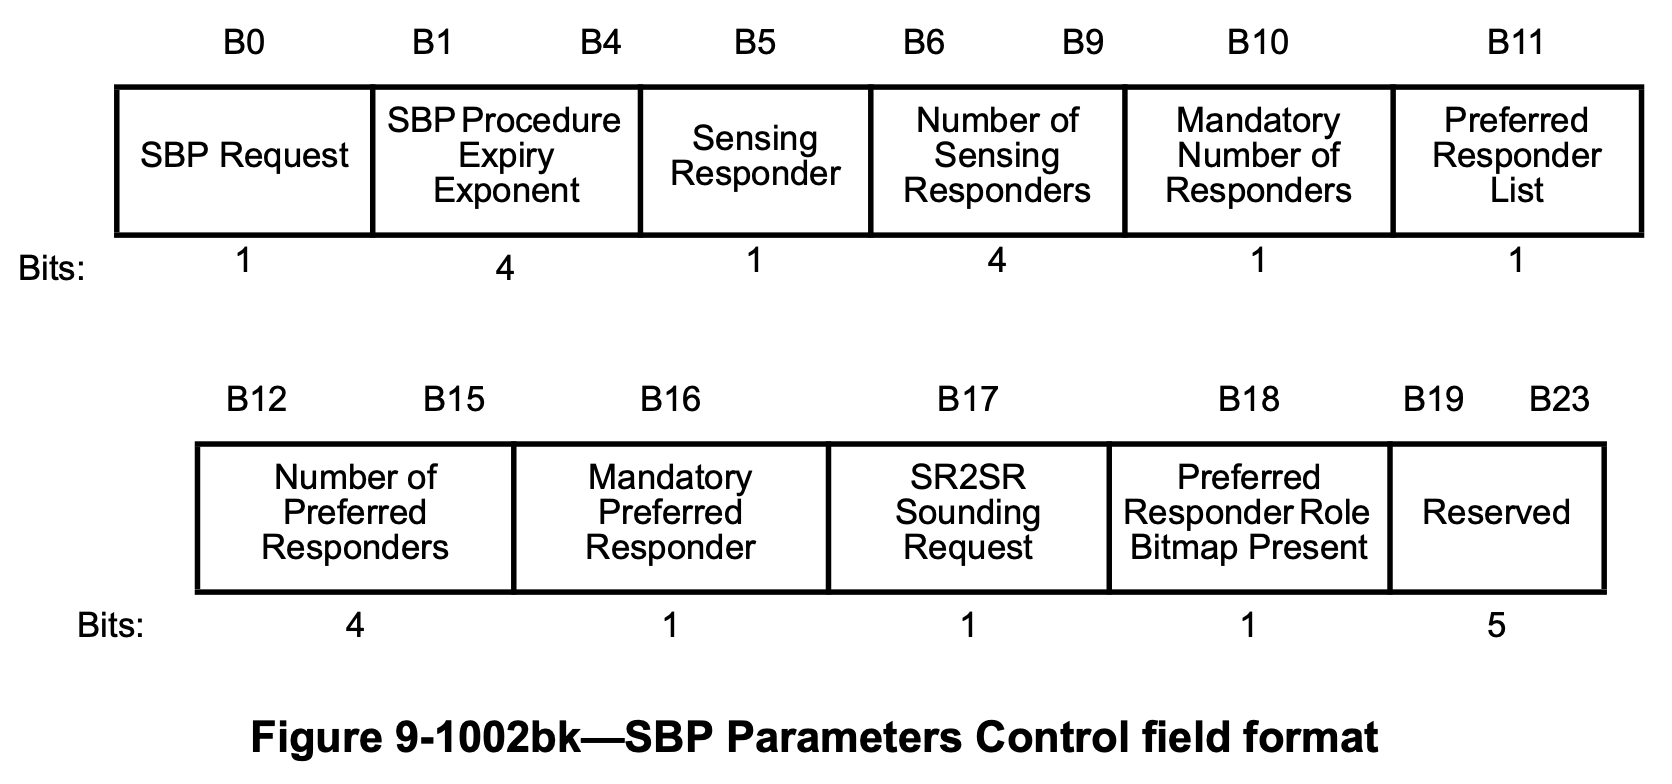 B0 B1 B4 B5 B6 B9 B10 B11
SBP Request
SBP Procedure
Expiry
Exponent
Sensing
Responder
Number of
Sensing
Responders
Mandatory
Number of
Responders
Preferred
Responder
List
Bits: 1 4 1 4 1 1
B12 B15 B16 B17 B18 B19 B23
Number of
Preferred
Responders
Mandatory
Preferred
Responder
SR2SR
Sounding
Request
Preferred
Responder Role
Bitmap Present
Reserved
Bits: 4 1 1 1 5
Figure 9-1002bk—SBP Parameters Control field format